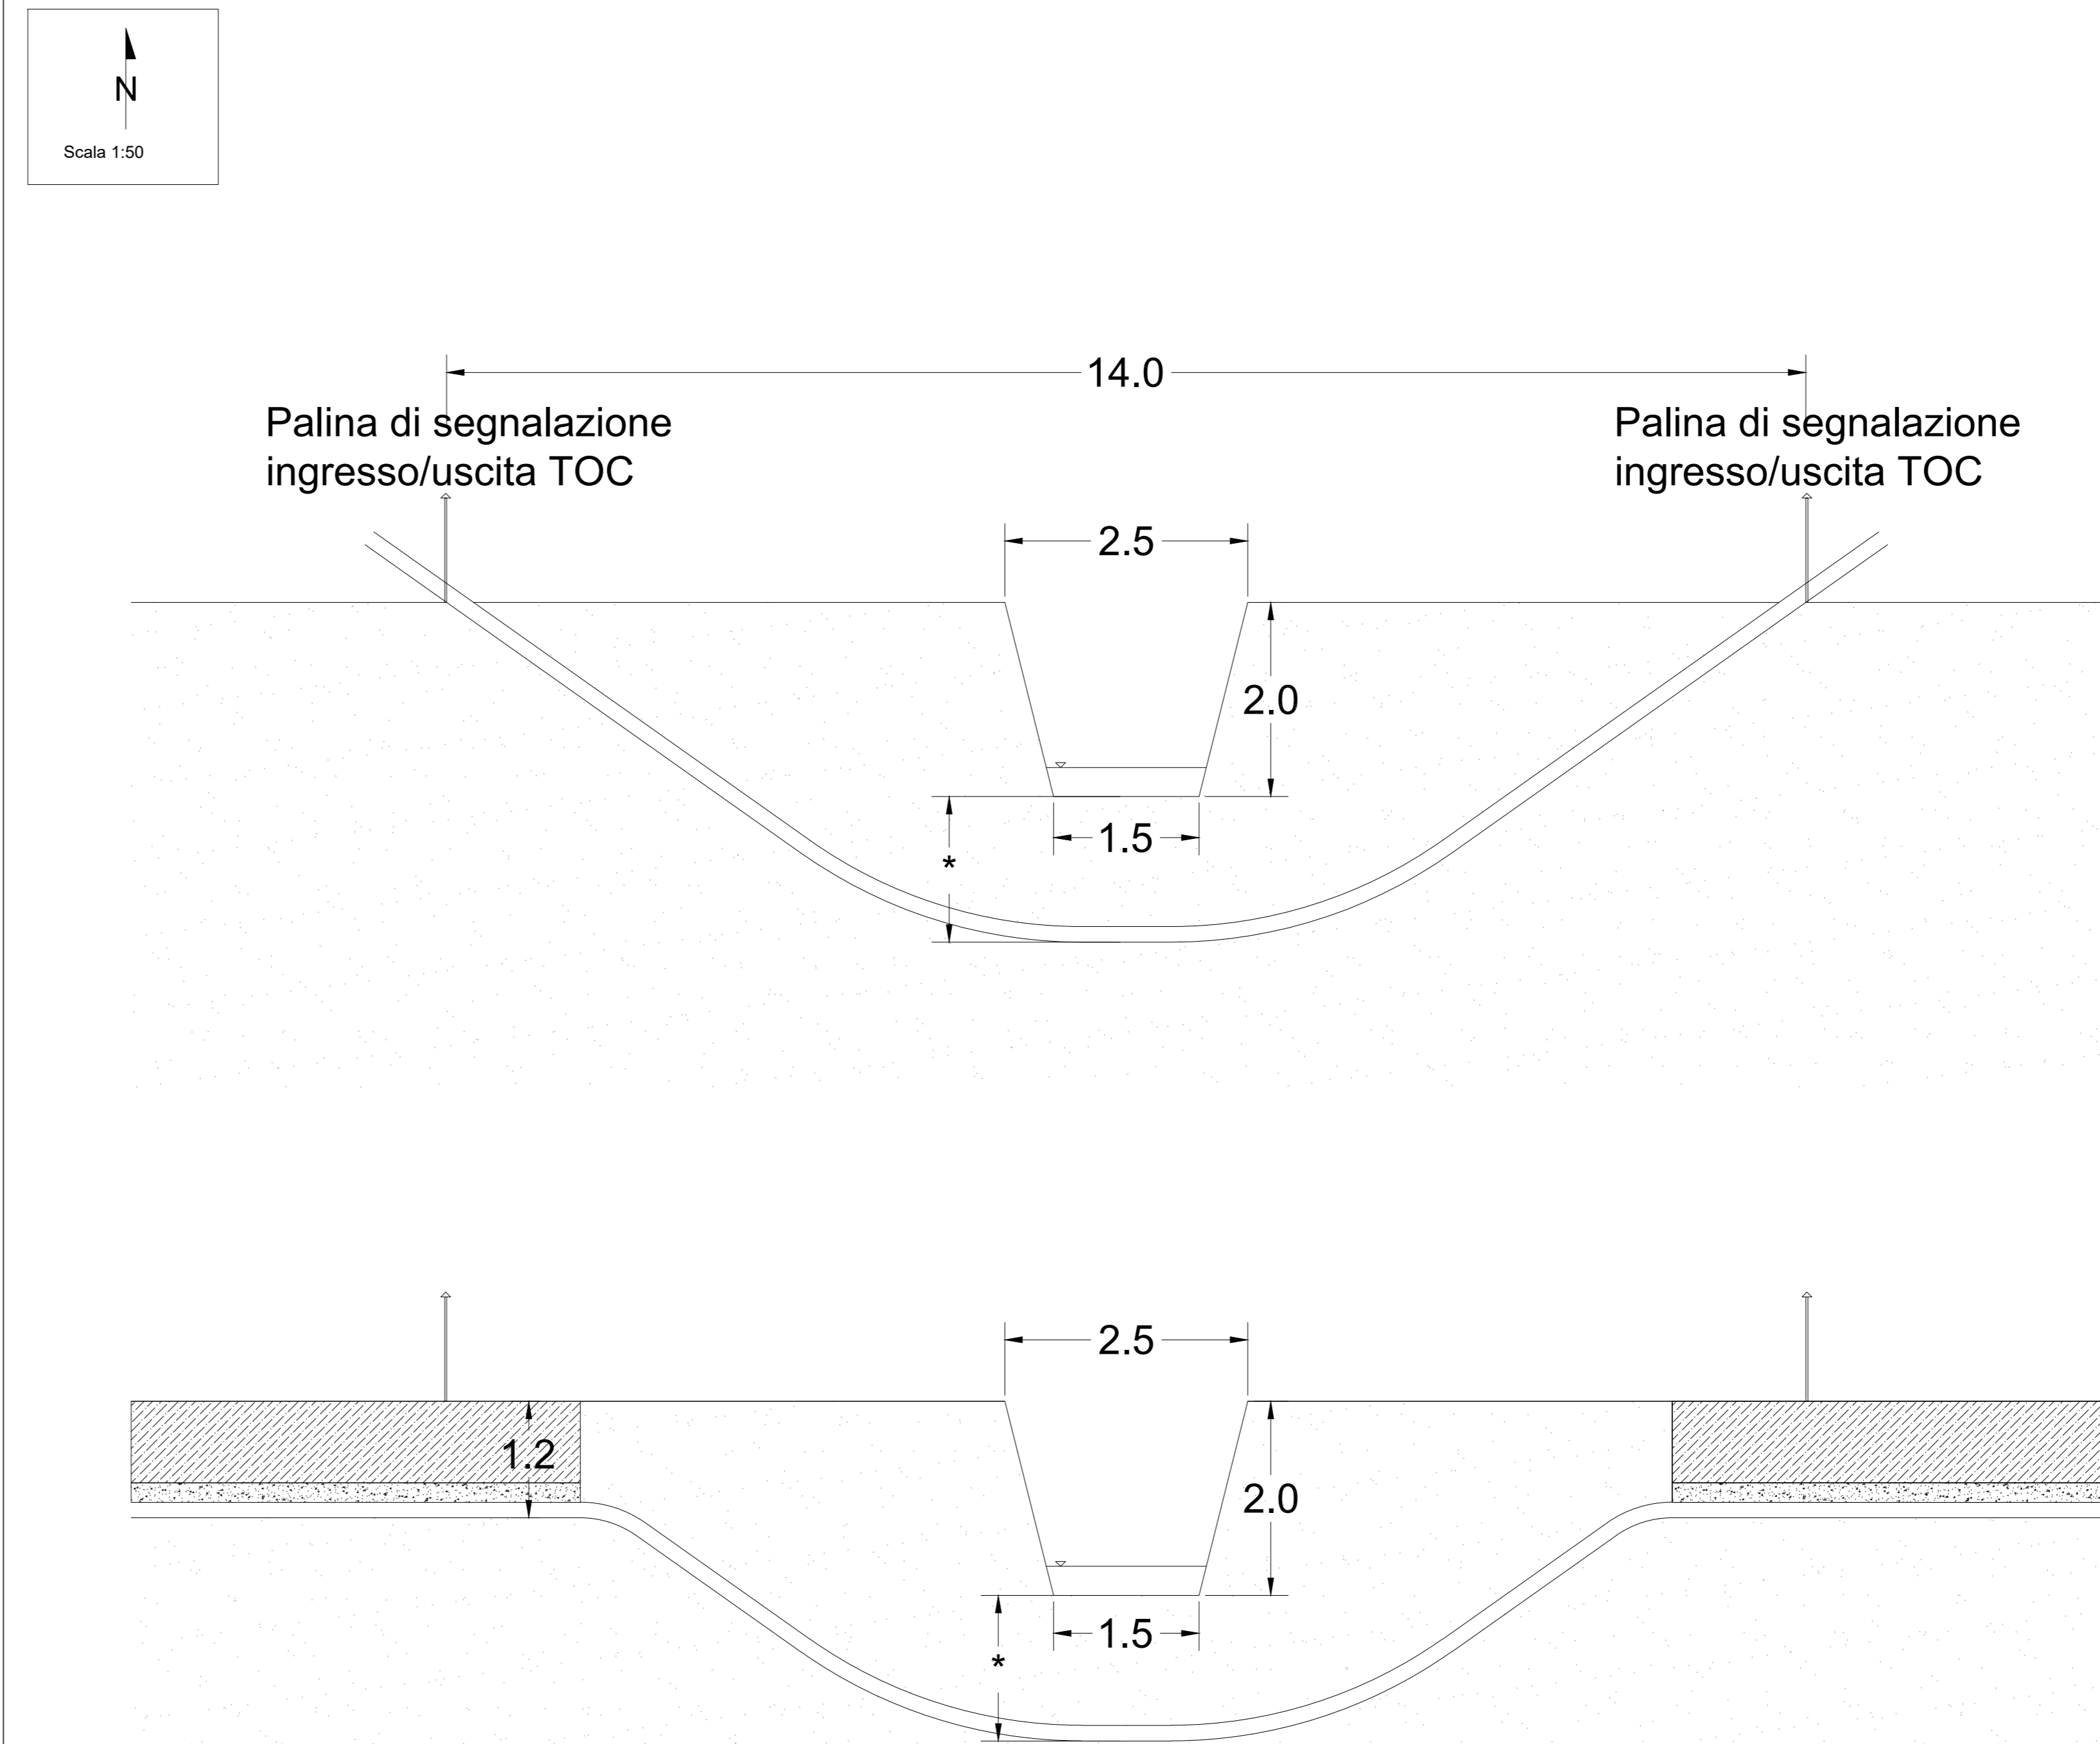 N
Scala 1:50
14.0
Palina di segnalazione
ingresso/uscita TOC
Palina di segnalazione
ingresso/uscita TOC
2.5
2.0
1.5
*
2.5
1.2
2.0
1.5
*